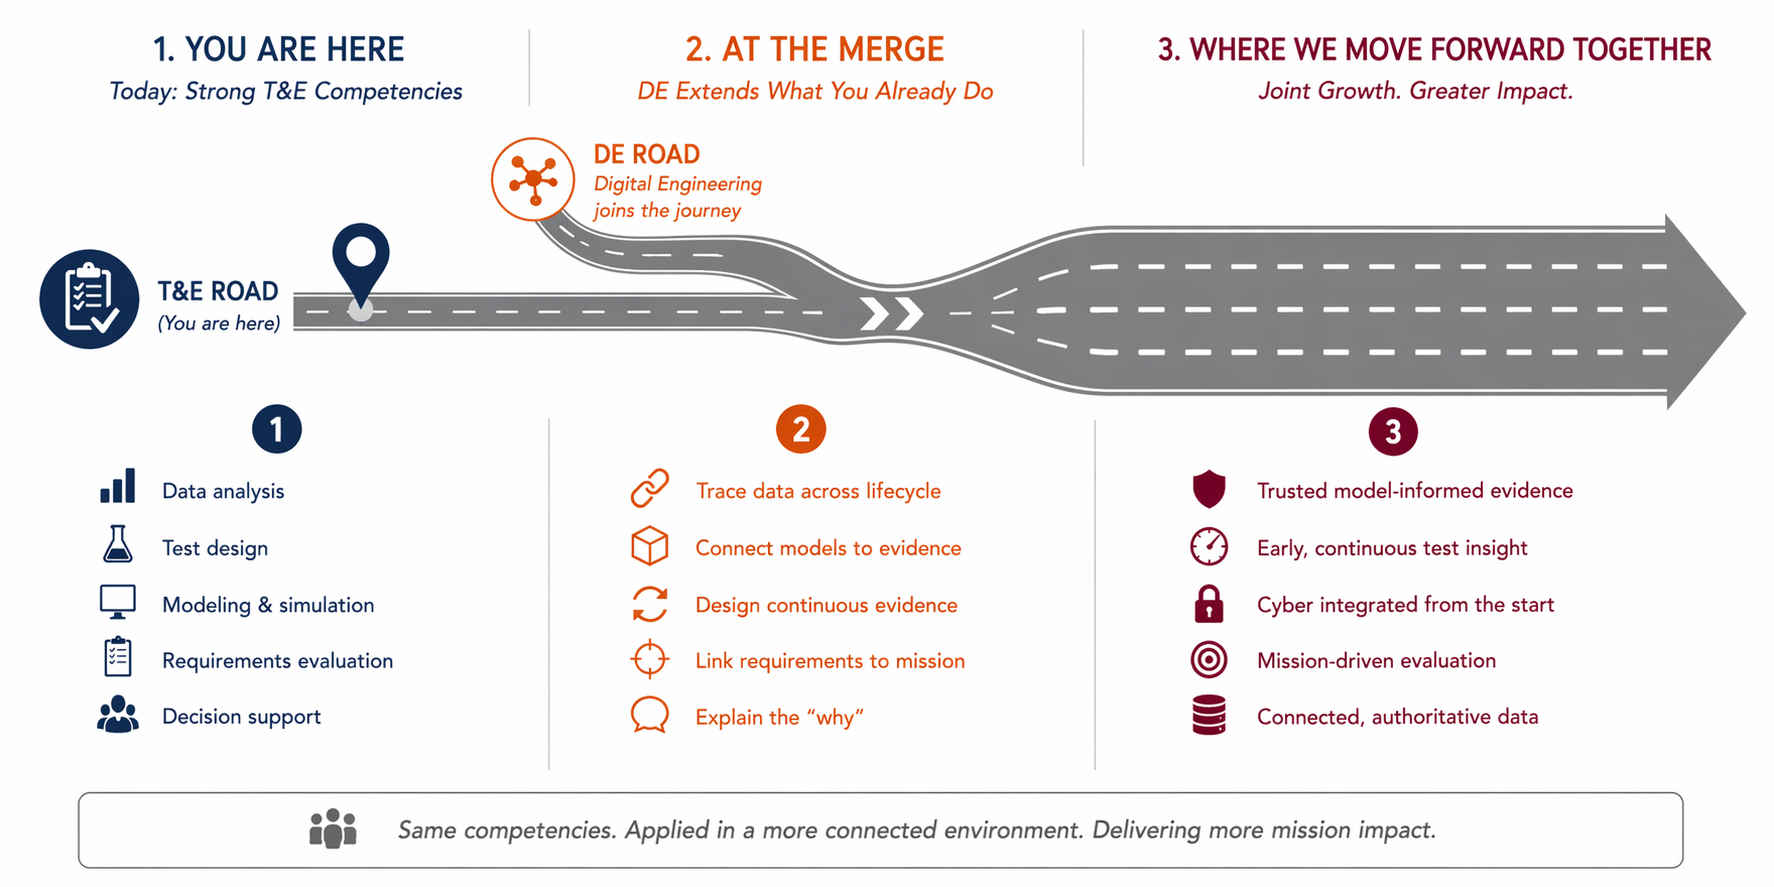 1. YOU ARE HERE
Today: Strong T&E Competencies
2. AT THE MERGE
DE Extends What You Already Do
3. WHERE WE MOVE FORWARD TOGETHER
Joint Growth. Greater Impact.
DE ROAD
Digital Engineering
joins the journey
T&E ROAD
(You are here)
1
Data analysis
Test design
Modeling & simulation
Requirements evaluation
Decision support
2
Trace data across lifecycle
Connect models to evidence
Design continuous evidence
Link requirements to mission
Explain the “why”
3
Trusted model-informed evidence
Early, continuous test insight
Cyber integrated from the start
Mission-driven evaluation
Connected, authoritative data
Same competencies. Applied in a more connected environment. Delivering more mission impact.